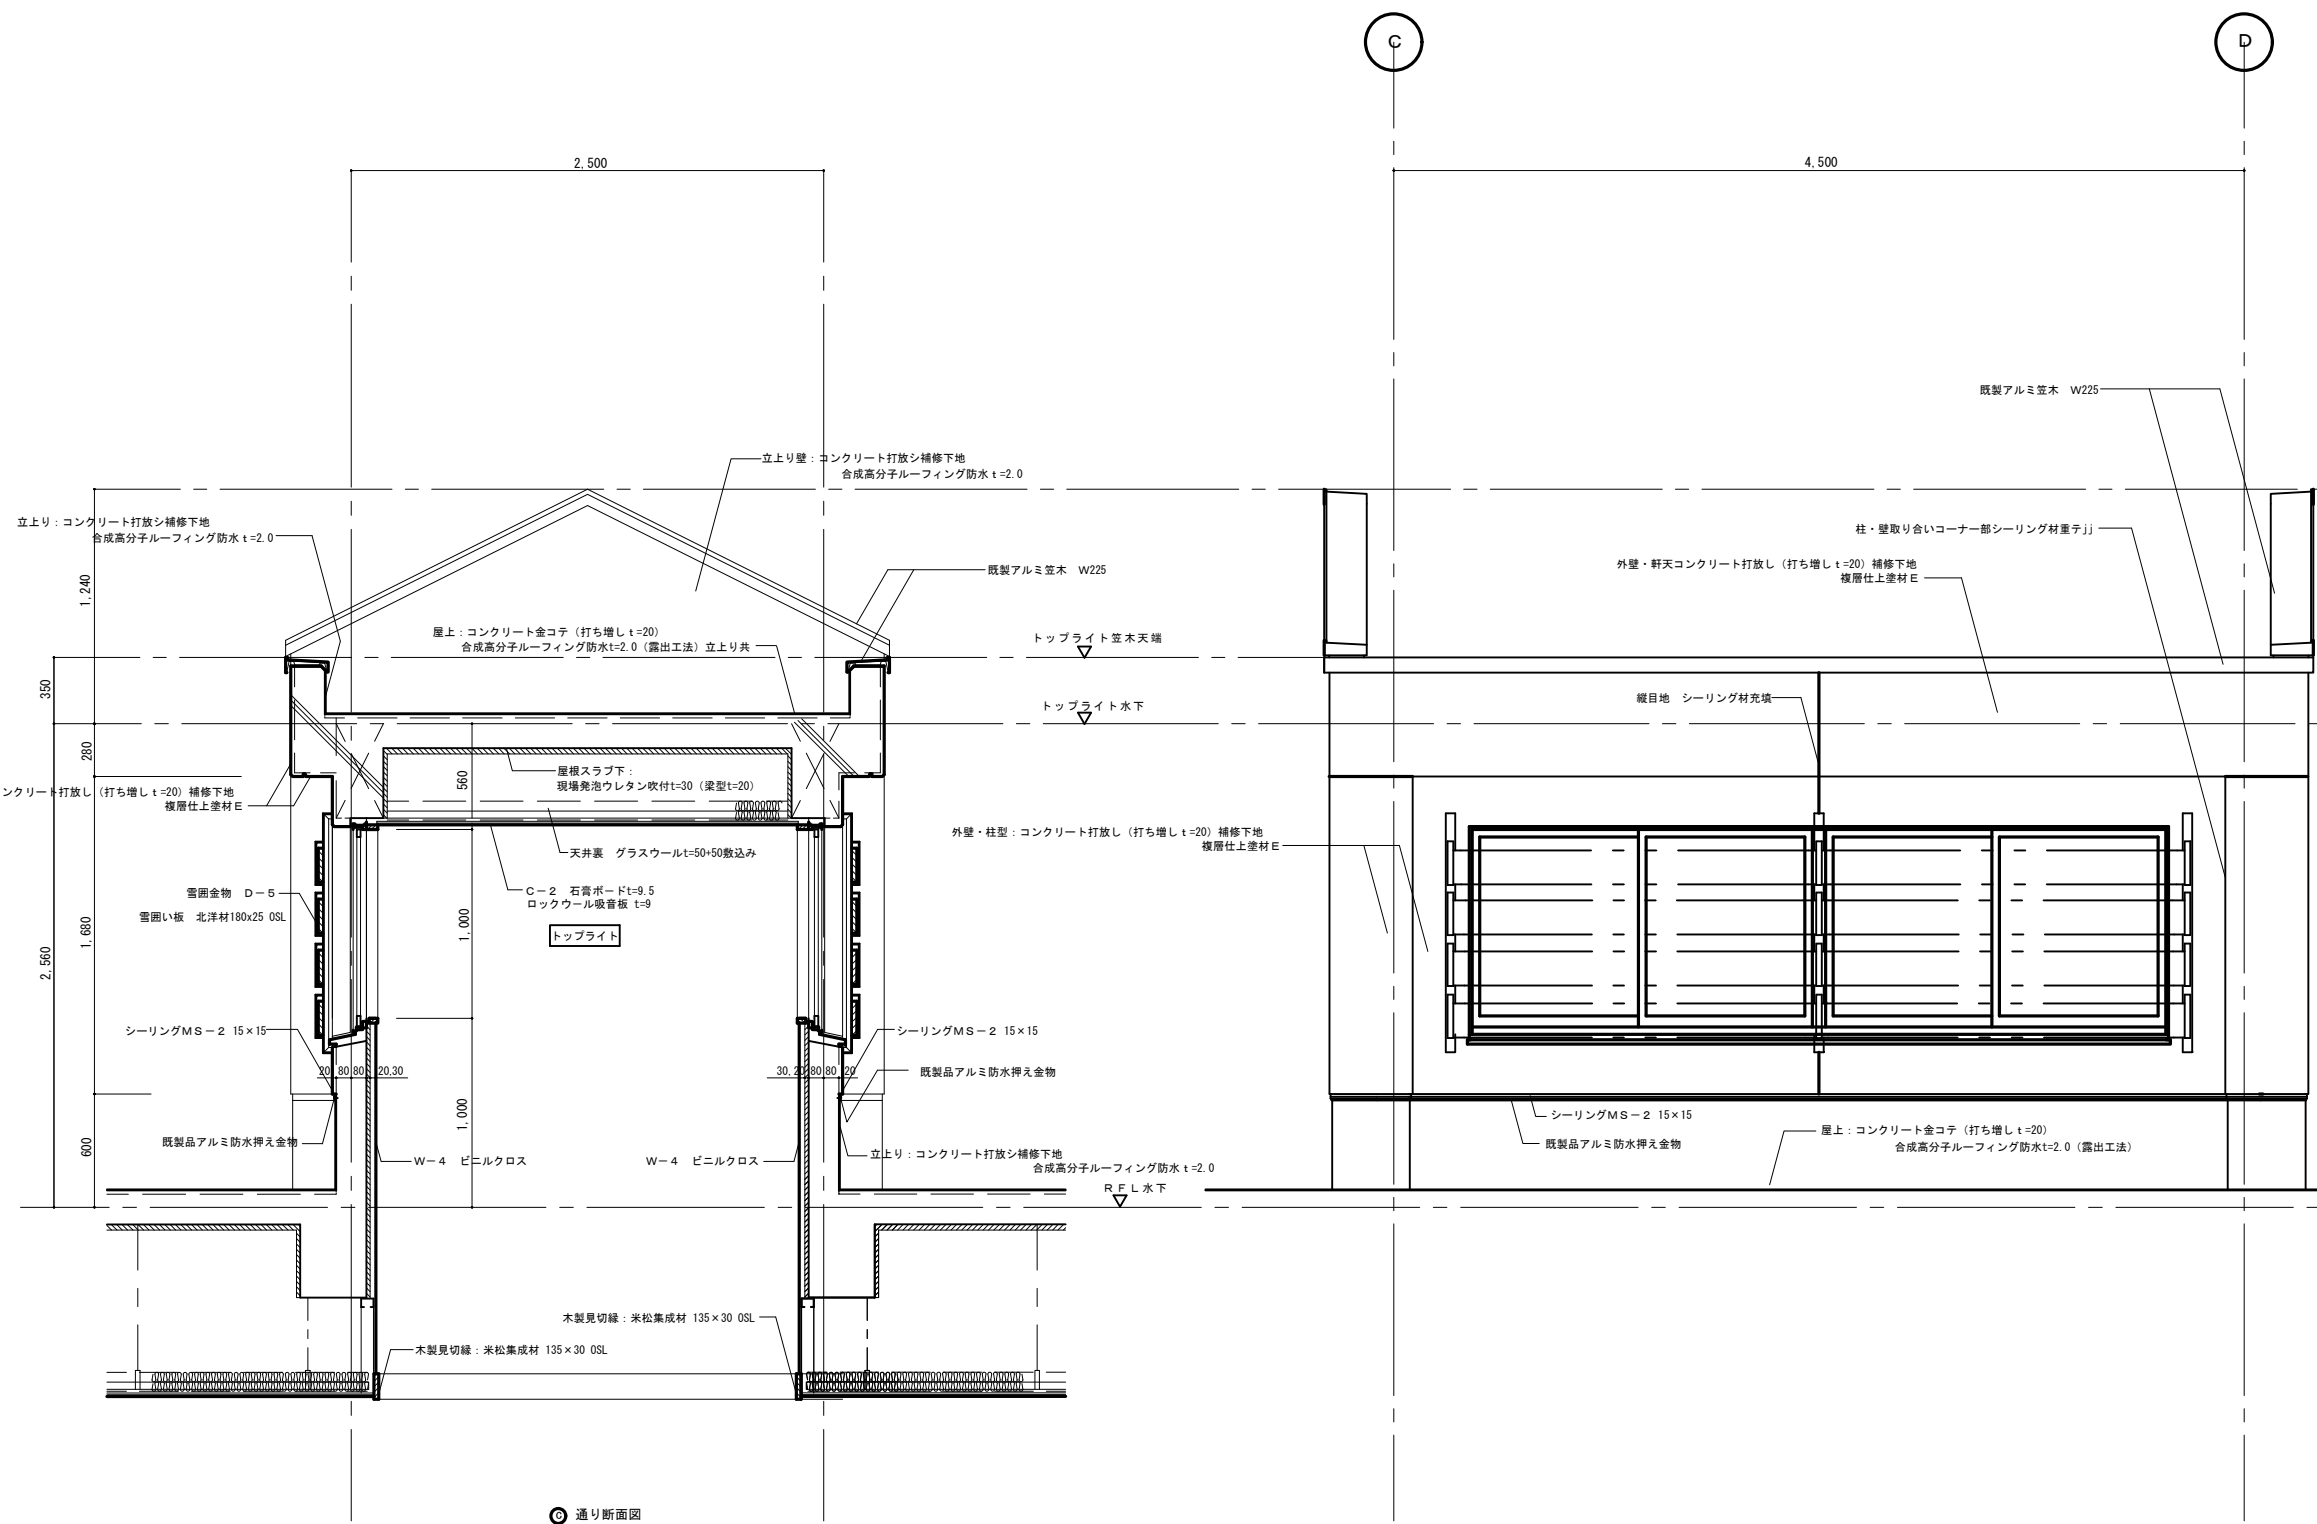 C
D
2,500
4,500
既製アルミ笠木 W225
立上り壁：コンクリート打放シ補修下地
合成高分子ルーフィング防水 t=2.0
立上り：コンクリート打放シ補修下地
合成高分子ルーフィング防水 t=2.0
柱・壁取り合いコーナー部シーリング材重テjj
外壁・軒天コンクリート打放し（打ち増し t=20）補修下地
複層仕上塗材E
1,240
既製アルミ笠木 W225
屋上：コンクリート金コテ（打ち増し t=20）
合成高分子ルーフィング防水t=2.0（露出工法）立上り共
トップライト笠木天端
350
トップライト水下
縦目地 シーリング材充填
280
560
屋根スラブ下：
現場発泡ウレタン吹付t=30（梁型t=20）
ンクリート打放し（打ち増し t=20）補修下地
複層仕上塗材E
外壁・柱型：コンクリート打放し（打ち増し t=20）補修下地
複層仕上塗材E
天井裏 グラスウールt=50+50敷込み
雪囲金物 D－5
雪囲い板 北洋材180x25 OSL
C－2 石膏ボードt=9.5
ロックウール吸音板 t=9
トップライト
1,000
1,680
2,560
シーリングMS－2 15×15
シーリングMS－2 15×15
20 80 80 20,30
30,20 80 80 20
既製品アルミ防水押え金物
1,000
600
既製品アルミ防水押え金物
W－4 ビニルクロス
W－4 ビニルクロス
立上り：コンクリート打放シ補修下地
合成高分子ルーフィング防水 t=2.0
シーリングMS－2 15×15
既製品アルミ防水押え金物
屋上：コンクリート金コテ（打ち増し t=20）
合成高分子ルーフィング防水t=2.0（露出工法）
RFL水下
木製見切縁：米松集成材 135×30 OSL
木製見切縁：米松集成材 135×30 OSL
C 通り断面図